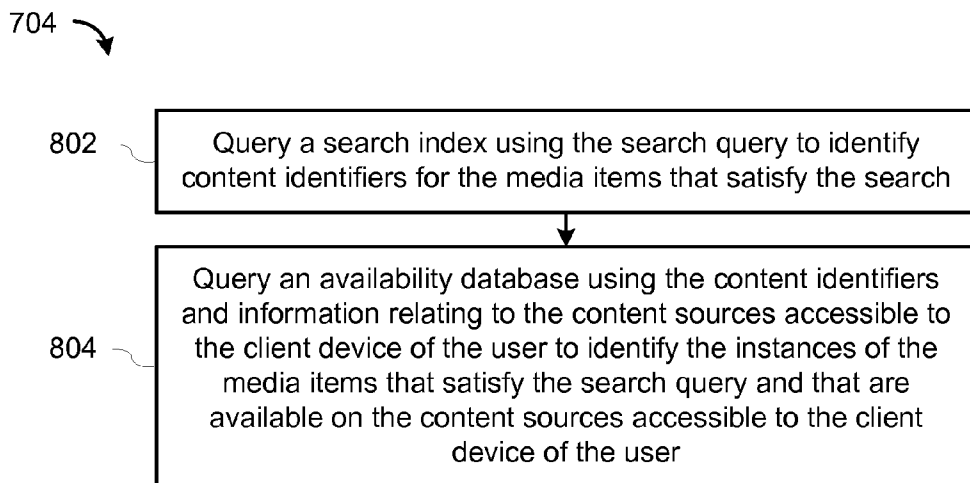 704
802
Query a search index using the search query to identify
content identifiers for the media items that satisfy the search
804
Query an availability database using the content identifiers
and information relating to the content sources accessible to
the client device of the user to identify the instances of the
media items that satisfy the search query and that are
available on the content sources accessible to the client
device of the user